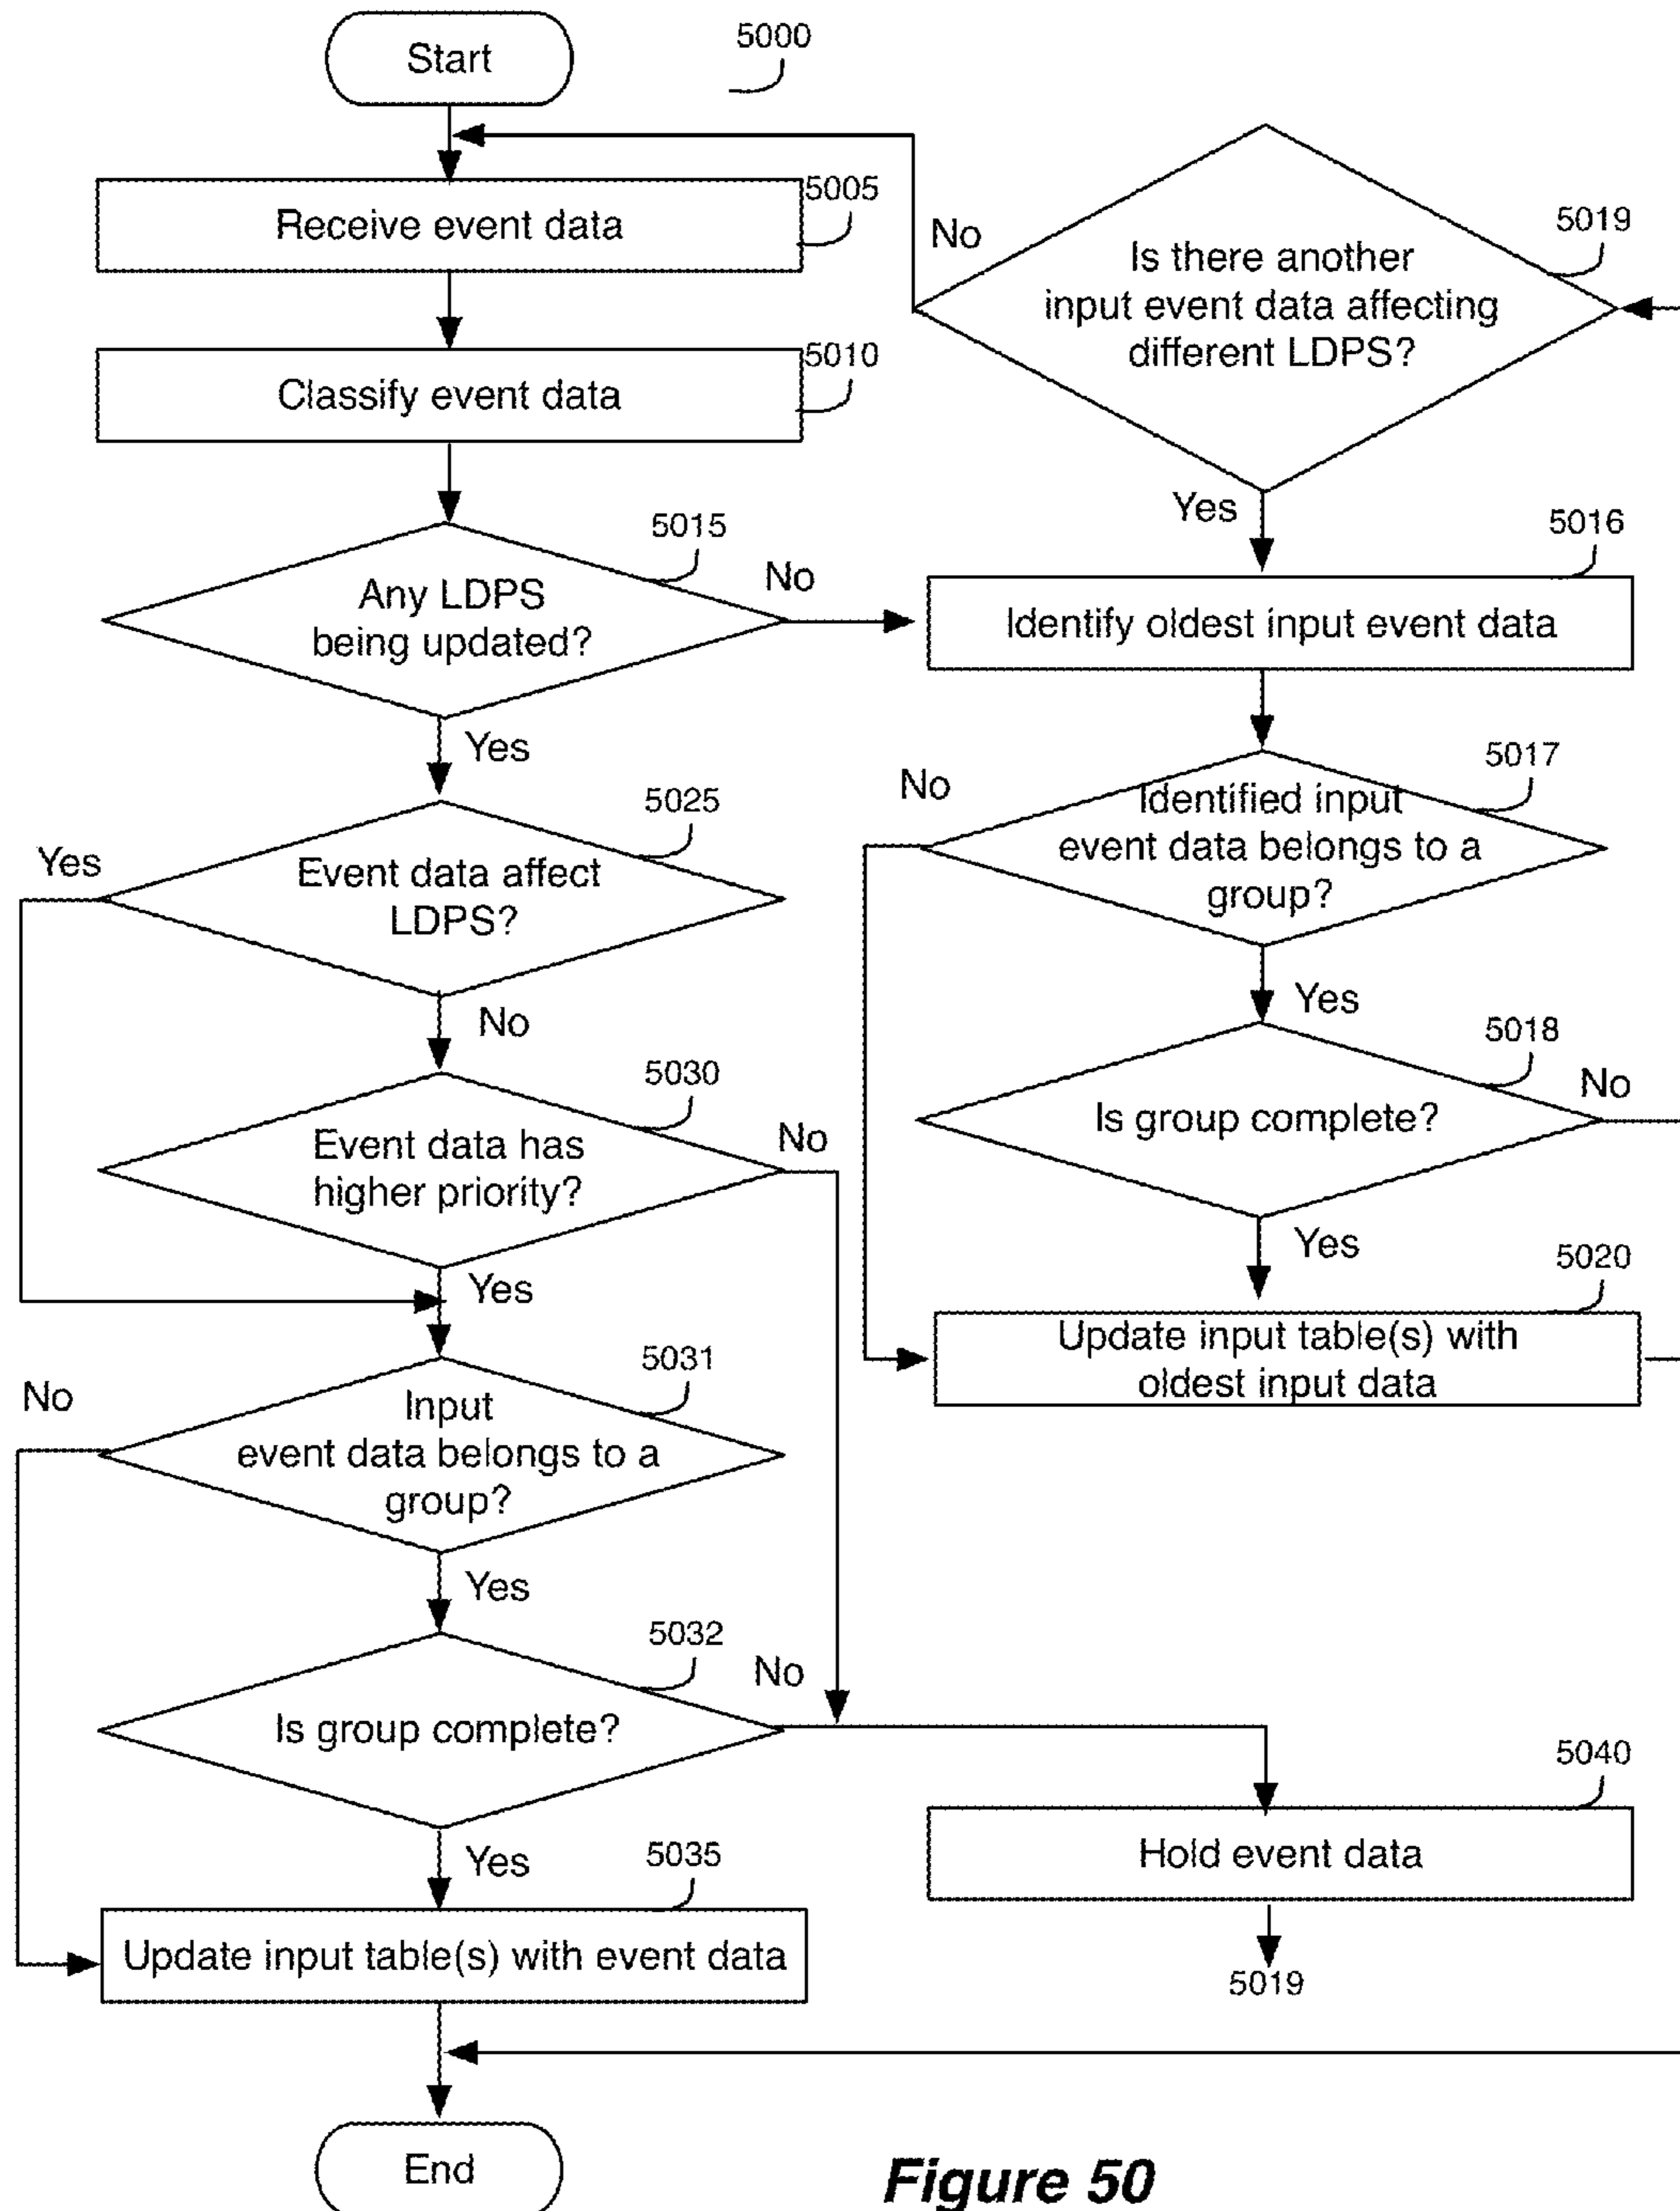 Start
5000
5005
Receive event data
5010
Classify event data
5015
Any LDPS
being updated?
No
Yes
5025
Yes
Event data affect
LDPS?
No
5030
Event data has
higher priority?
No
Yes
5031
No
Input
event data belongs to a
group?
Yes
5032
No
Is group complete?
Yes
5035
Update input table(s) with event data
End
No
5019
Is there another
input event data affecting
different LDPS?
Yes
5016
Identify oldest input event data
5017
No
Identified input
event data belongs to a
group?
Yes
5018
No
Is group complete?
Yes
5020
Update input table(s) with
oldest input data
5040
Hold event data
5019
Figure 50